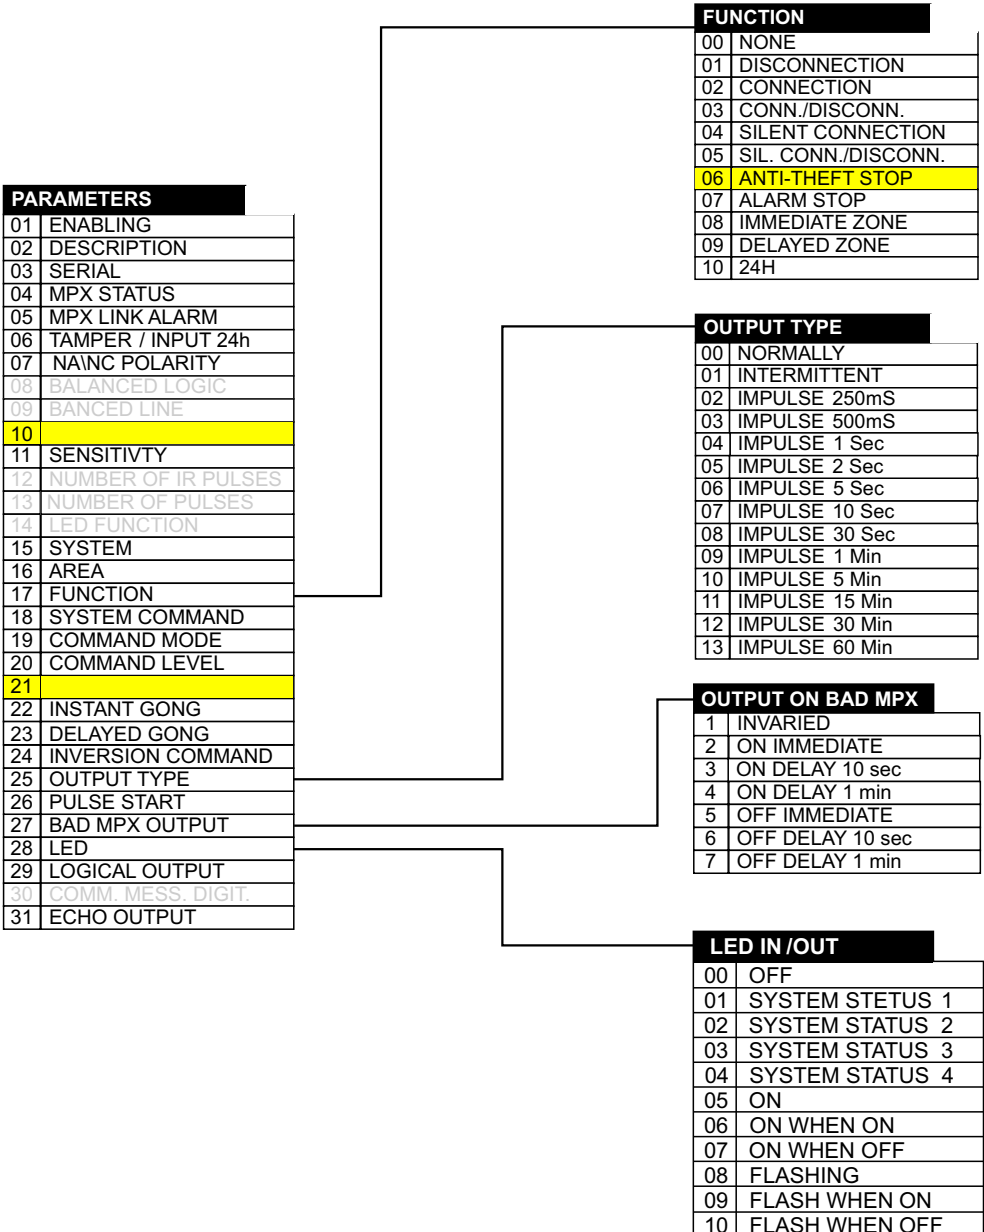 FUNCTION
00 NONE
01 DISCONNECTION
02 CONNECTION
03 CONN./DISCONN.
04 SILENT CONNECTION
05 SIL. CONN./DISCONN.
06 ANTI-THEFT STOP
07 ALARM STOP
08 IMMEDIATE ZONE
09 DELAYED ZONE
10 24H
PARAMETERS
01 ENABLING
02 DESCRIPTION
03 SERIAL
04 MPX STATUS
05 MPX LINK ALARM
06 TAMPER / INPUT 24h
07 NA\NC POLARITY
08 BALANCED LOGIC
09 BANCED LINE
10
11 SENSITIVTY
12 NUMBER OF IR PULSES
13 NUMBER OF PULSES
14 LED FUNCTION
15 SYSTEM
16 AREA
17 FUNCTION
18 SYSTEM COMMAND
19 COMMAND MODE
20 COMMAND LEVEL
21
22 INSTANT GONG
23 DELAYED GONG
24 INVERSION COMMAND
25 OUTPUT TYPE
26 PULSE START
27 BAD MPX OUTPUT
28 LED
29 LOGICAL OUTPUT
30 COMM. MESS. DIGIT.
31 ECHO OUTPUT
OUTPUT TYPE
00 NORMALLY
01 INTERMITTENT
02 IMPULSE 250mS
03 IMPULSE 500mS
04 IMPULSE 1 Sec
05 IMPULSE 2 Sec
06 IMPULSE 5 Sec
07 IMPULSE 10 Sec
08 IMPULSE 30 Sec
09 IMPULSE 1 Min
10 IMPULSE 5 Min
11 IMPULSE 15 Min
12 IMPULSE 30 Min
13 IMPULSE 60 Min
OUTPUT ON BAD MPX
1 INVARIED
2 ON IMMEDIATE
3 ON DELAY 10 sec
4 ON DELAY 1 min
5 OFF IMMEDIATE
6 OFF DELAY 10 sec
7 OFF DELAY 1 min
LED IN /OUT
00 OFF
01 SYSTEM STETUS 1
02 SYSTEM STATUS 2
03 SYSTEM STATUS 3
04 SYSTEM STATUS 4
05 ON
06 ON WHEN ON
07 ON WHEN OFF
08 FLASHING
09 FLASH WHEN ON
10 FLASH WHEN OFF